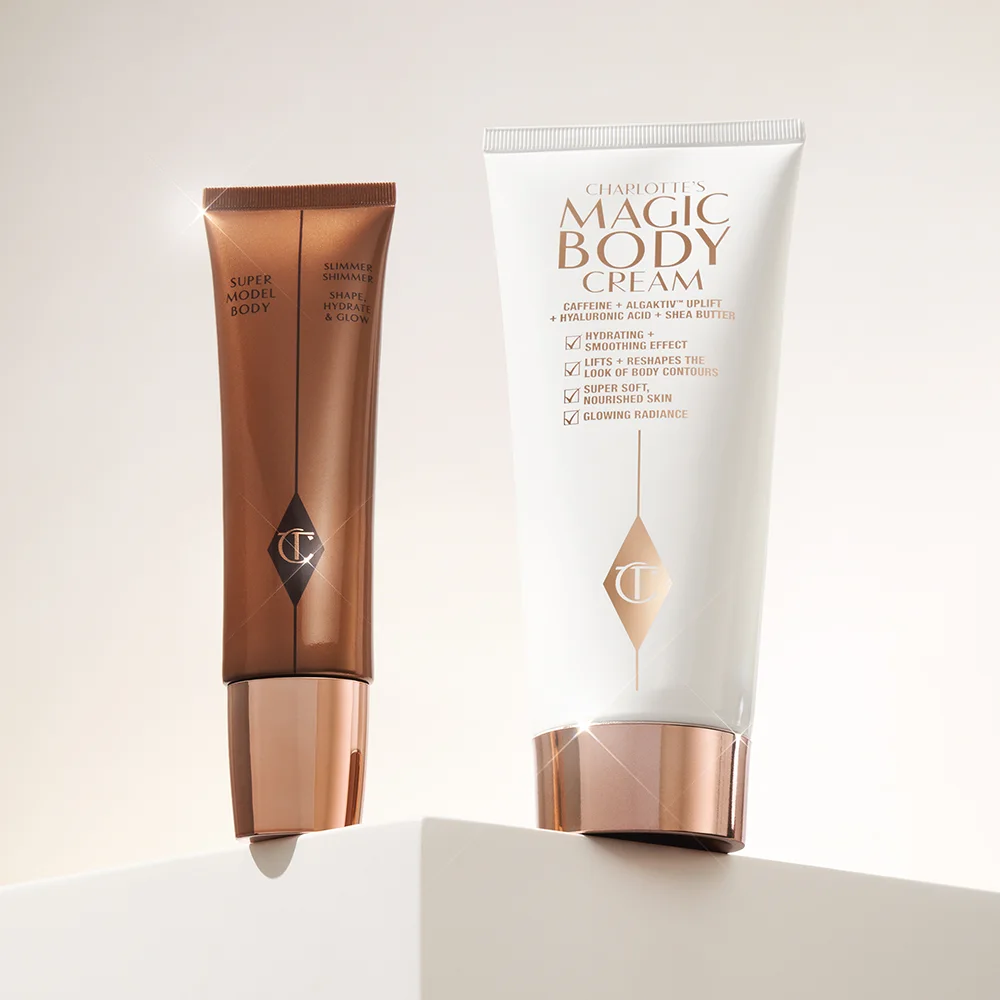 SUPER
MODEL
BODY
SLIMMER
SHIMMER
SHAPE,
HYDRATE
& GLOW
CT
CHARLOTTE'S
MAGIC
BODY
CREAM
CAFFEINE + ALGAKTIV™ UPLIFT
+ HYALURONIC ACID + SHEA BUTTER
HYDRATING +
SMOOTHING EFFECT
LIFTS + RESHAPES THE
LOOK OF BODY CONTOURS
SUPER SOFT,
NOURISHED SKIN
GLOWING RADIANCE
CT